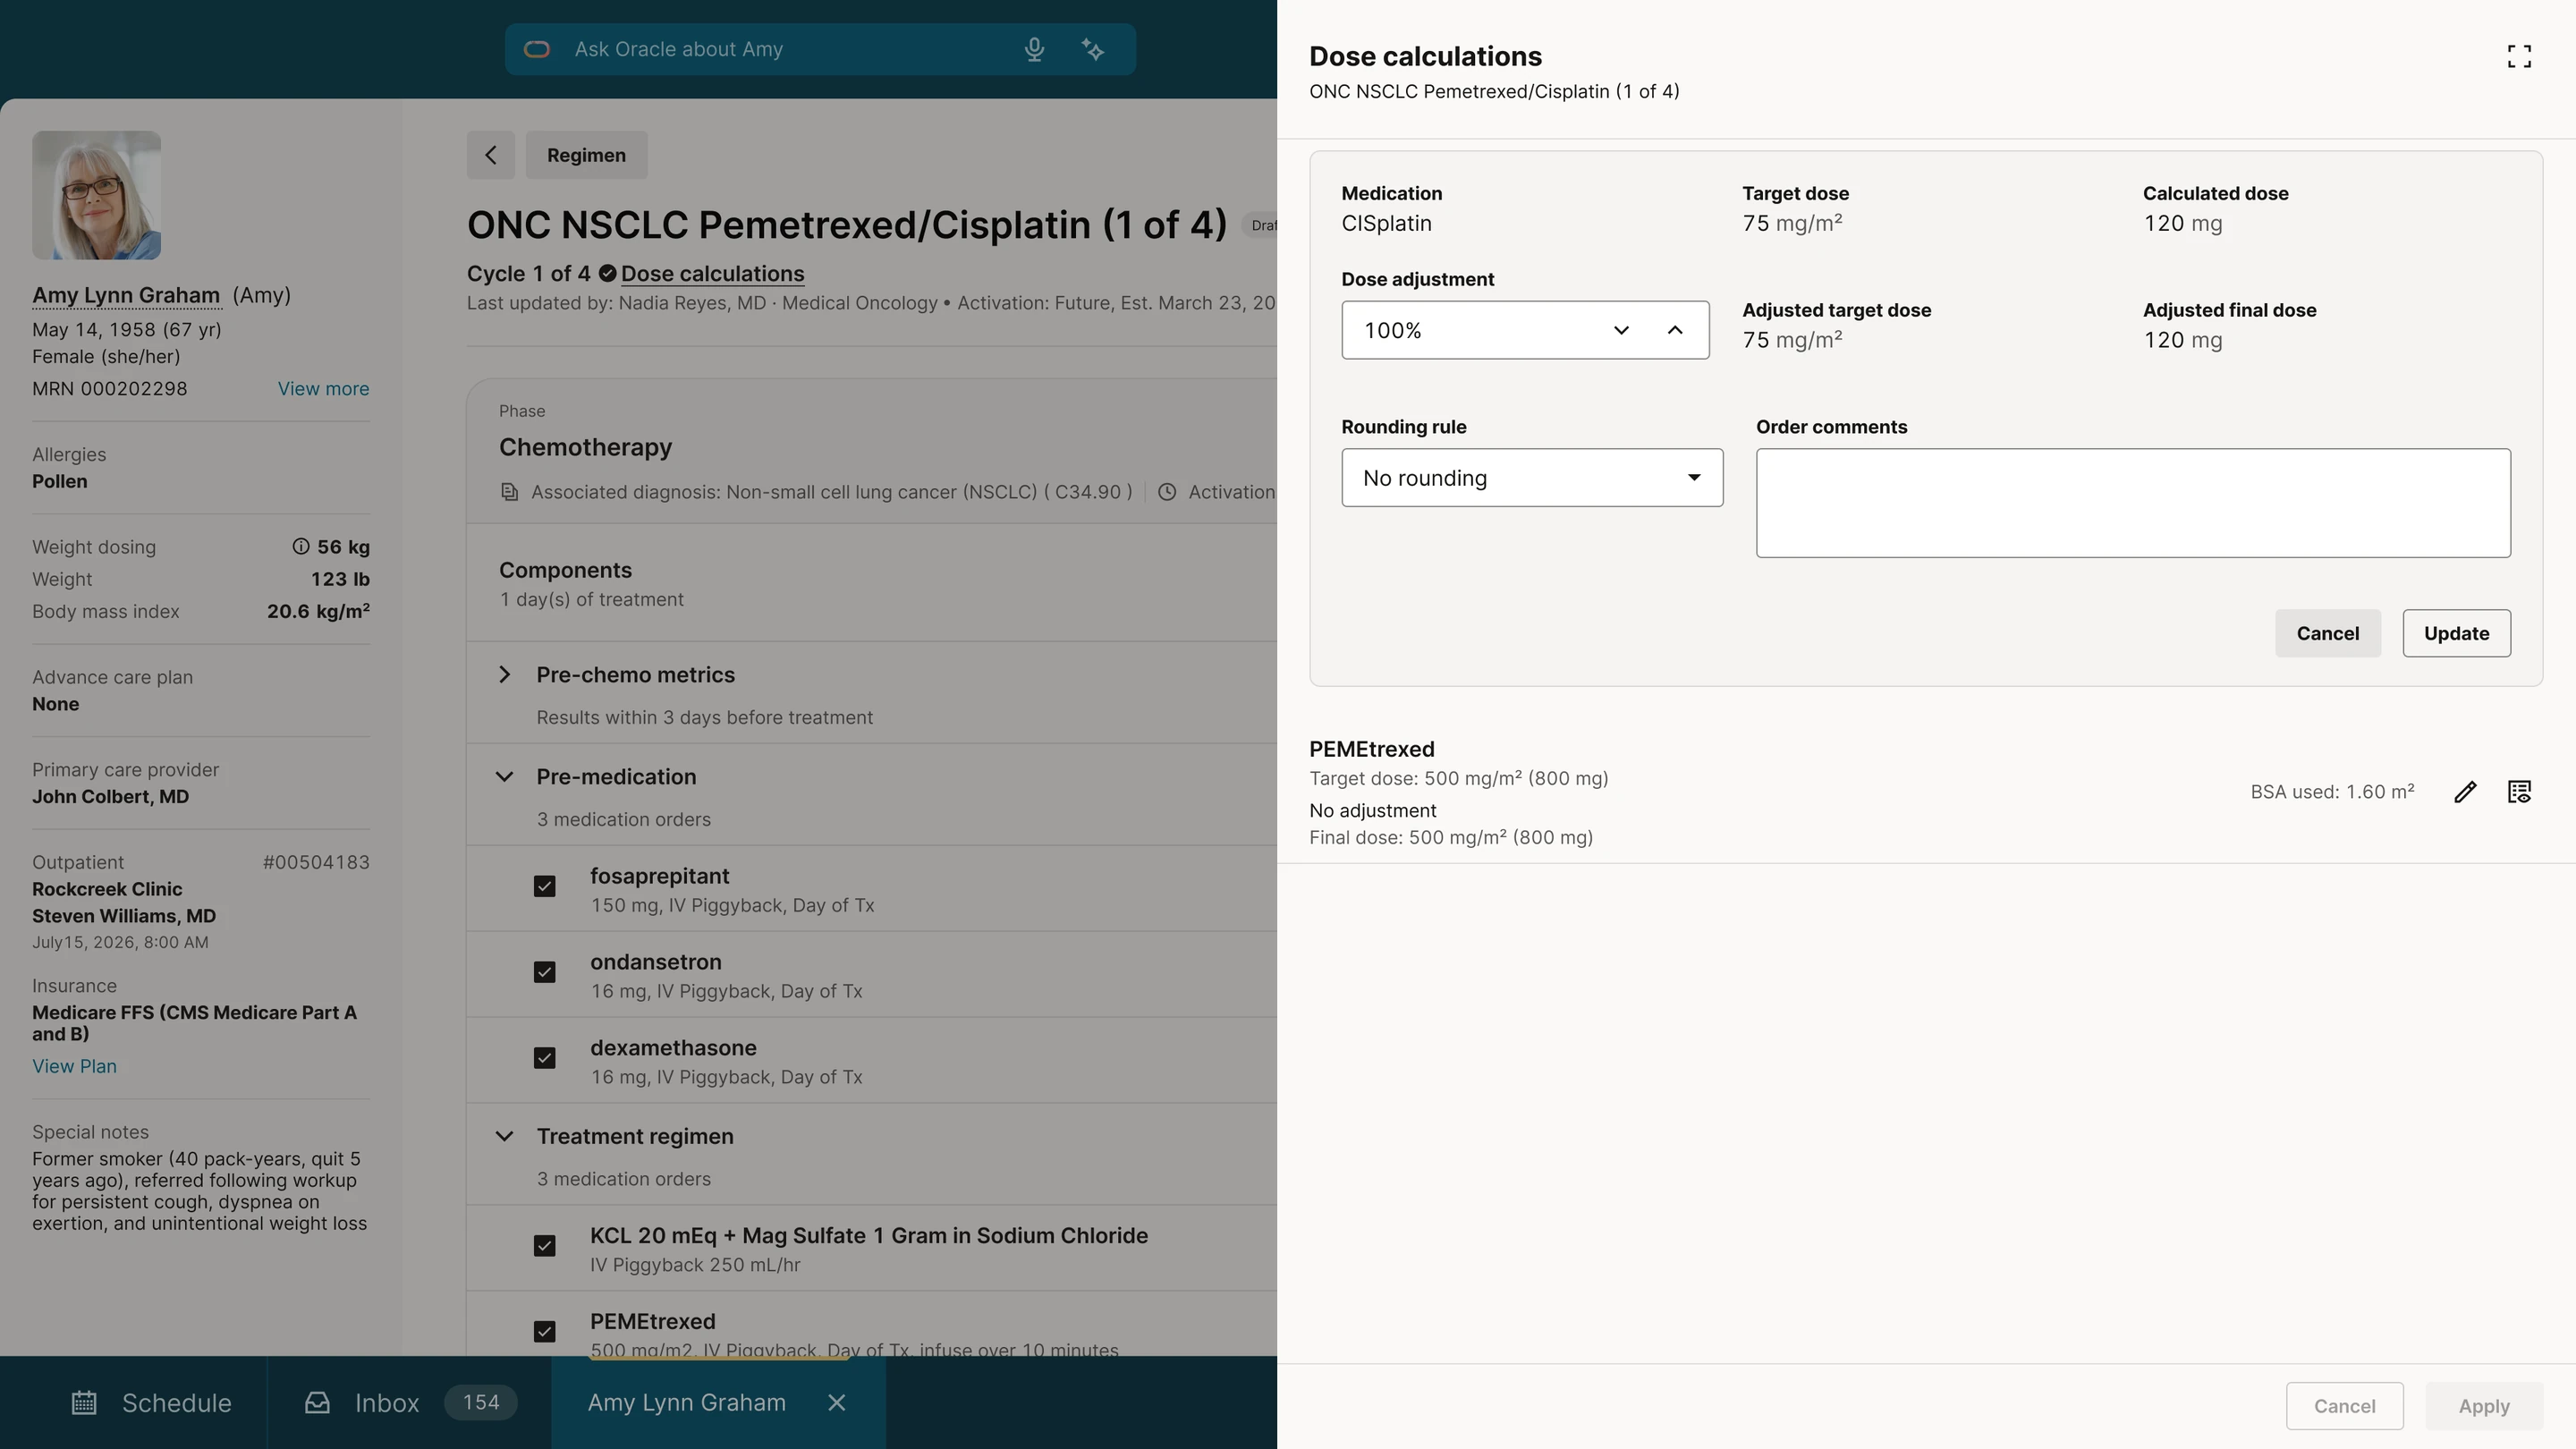 Ask Oracle about Amy
Amy Lynn Graham (Amy)
May 14, 1958 (67 yr)
Female (she/her)
MRN 000202298 View more
Allergies
Pollen
Weight dosing 56 kg
Weight 123 lb
Body mass index 20.6 kg/m²
Advance care plan
None
Primary care provider
John Colbert, MD
Outpatient #00504183
Rockcreek Clinic
Steven Williams, MD
July15, 2026, 8:00 AM
Insurance
Medicare FFS (CMS Medicare Part A
and B)
View Plan
Special notes
Former smoker (40 pack-years, quit 5
years ago), referred following workup
for persistent cough, dyspnea on
exertion, and unintentional weight loss
Regimen
ONC NSCLC Pemetrexed/Cisplatin (1 of 4)
Cycle 1 of 4 Dose calculations
Last updated by: Nadia Reyes, MD · Medical Oncology • Activation: Future, Est. March 23, 20
Phase
Chemotherapy
Associated diagnosis: Non-small cell lung cancer (NSCLC) ( C34.90 ) Activation
Components
1 day(s) of treatment
Pre-chemo metrics
Results within 3 days before treatment
Pre-medication
3 medication orders
fosaprepitant
150 mg, IV Piggyback, Day of Tx
ondansetron
16 mg, IV Piggyback, Day of Tx
dexamethasone
16 mg, IV Piggyback, Day of Tx
Treatment regimen
3 medication orders
KCL 20 mEq + Mag Sulfate 1 Gram in Sodium Chloride
IV Piggyback 250 mL/hr
PEMEtrexed
500 mg/m2, IV Piggyback, Day of Tx, infuse over 10 minutes
Schedule
Inbox 154
Amy Lynn Graham
Dose calculations
ONC NSCLC Pemetrexed/Cisplatin (1 of 4)
Medication Target dose Calculated dose
CISplatin 75 mg/m² 120 mg
Dose adjustment
100%
Adjusted target dose Adjusted final dose
75 mg/m² 120 mg
Rounding rule Order comments
No rounding
Cancel Update
PEMEtrexed
Target dose: 500 mg/m² (800 mg)
No adjustment
Final dose: 500 mg/m² (800 mg)
BSA used: 1.60 m²
Cancel Apply